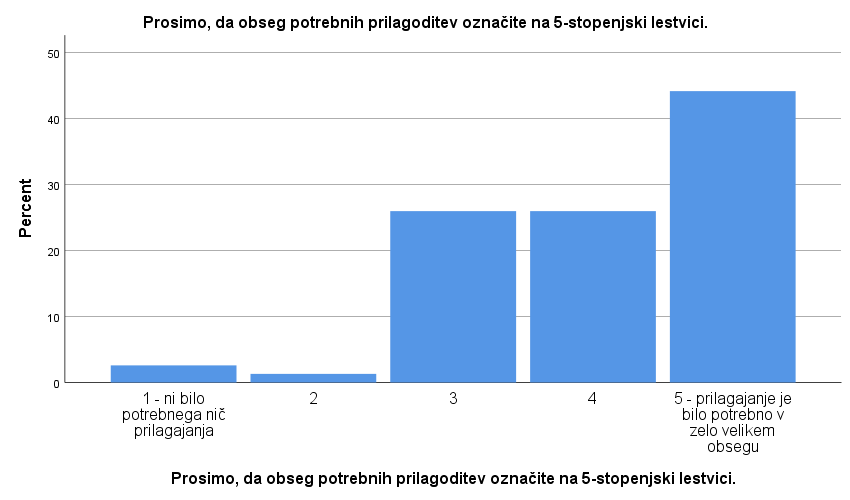 Prosimo, da obseg potrebnih prilagoditev označite na 5-stopenjski lestvici.
50
40
30
20
10
0
Percent
1 - ni bilo
potrebnega nič
prilagajanja
2
3
4
5 - prilagajanje je
bilo potrebno v
zelo velikem
obsegu
Prosimo, da obseg potrebnih prilagoditev označite na 5-stopenjski lestvici.